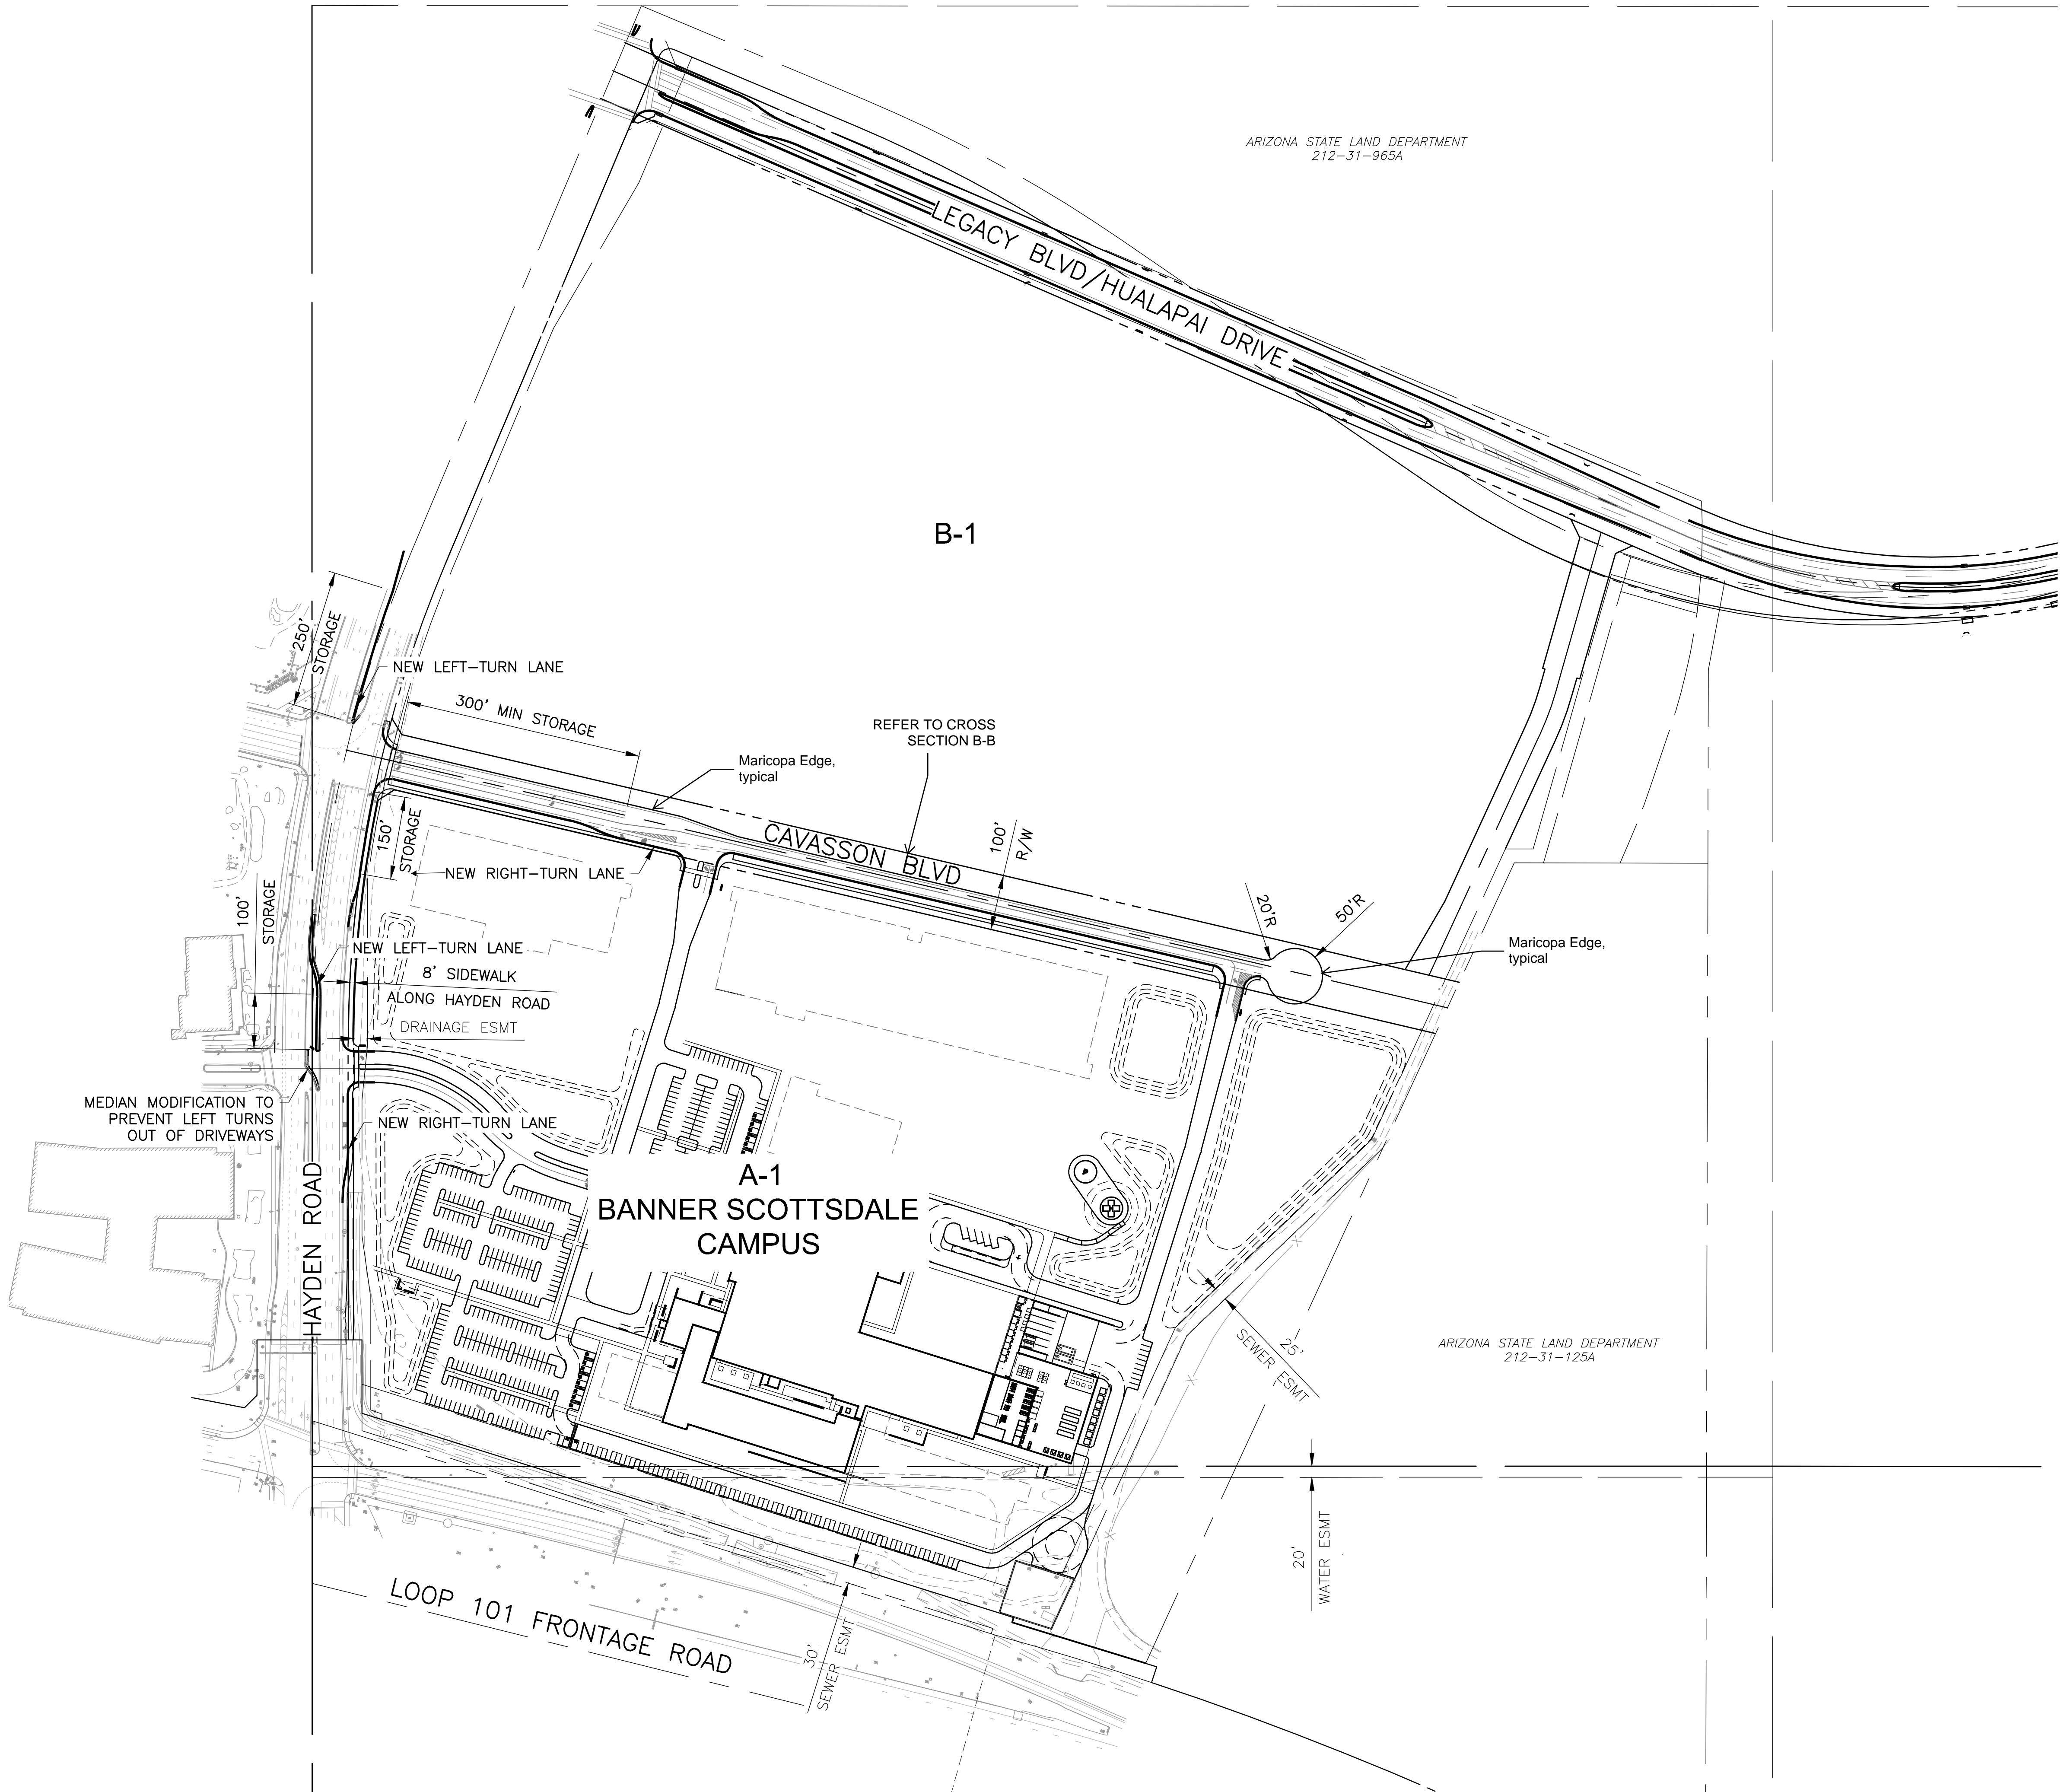 ARIZONA STATE LAND DEPARTMENT
212-31-965A
LEGACY BLVD/HUALAPAI DRIVE
B-1
250'
STORAGE
NEW LEFT-TURN LANE
300' MIN STORAGE
REFER TO CROSS
SECTION B-B
Maricopa Edge,
typical
CAVASSON BLVD
100'
R/W
150'
STORAGE
NEW RIGHT-TURN LANE
20'R
50'R
Maricopa Edge,
typical
100'
STORAGE
NEW LEFT-TURN LANE
8' SIDEWALK
ALONG HAYDEN ROAD
DRAINAGE ESMT
MEDIAN MODIFICATION TO
PREVENT LEFT TURNS
OUT OF DRIVEWAYS
NEW RIGHT-TURN LANE
HAYDEN ROAD
A-1
BANNER SCOTTSDALE
CAMPUS
P
25'
SEWER ESMT
ARIZONA STATE LAND DEPARTMENT
212-31-125A
20'
WATER ESMT
30'
SEWER ESMT
LOOP 101 FRONTAGE ROAD